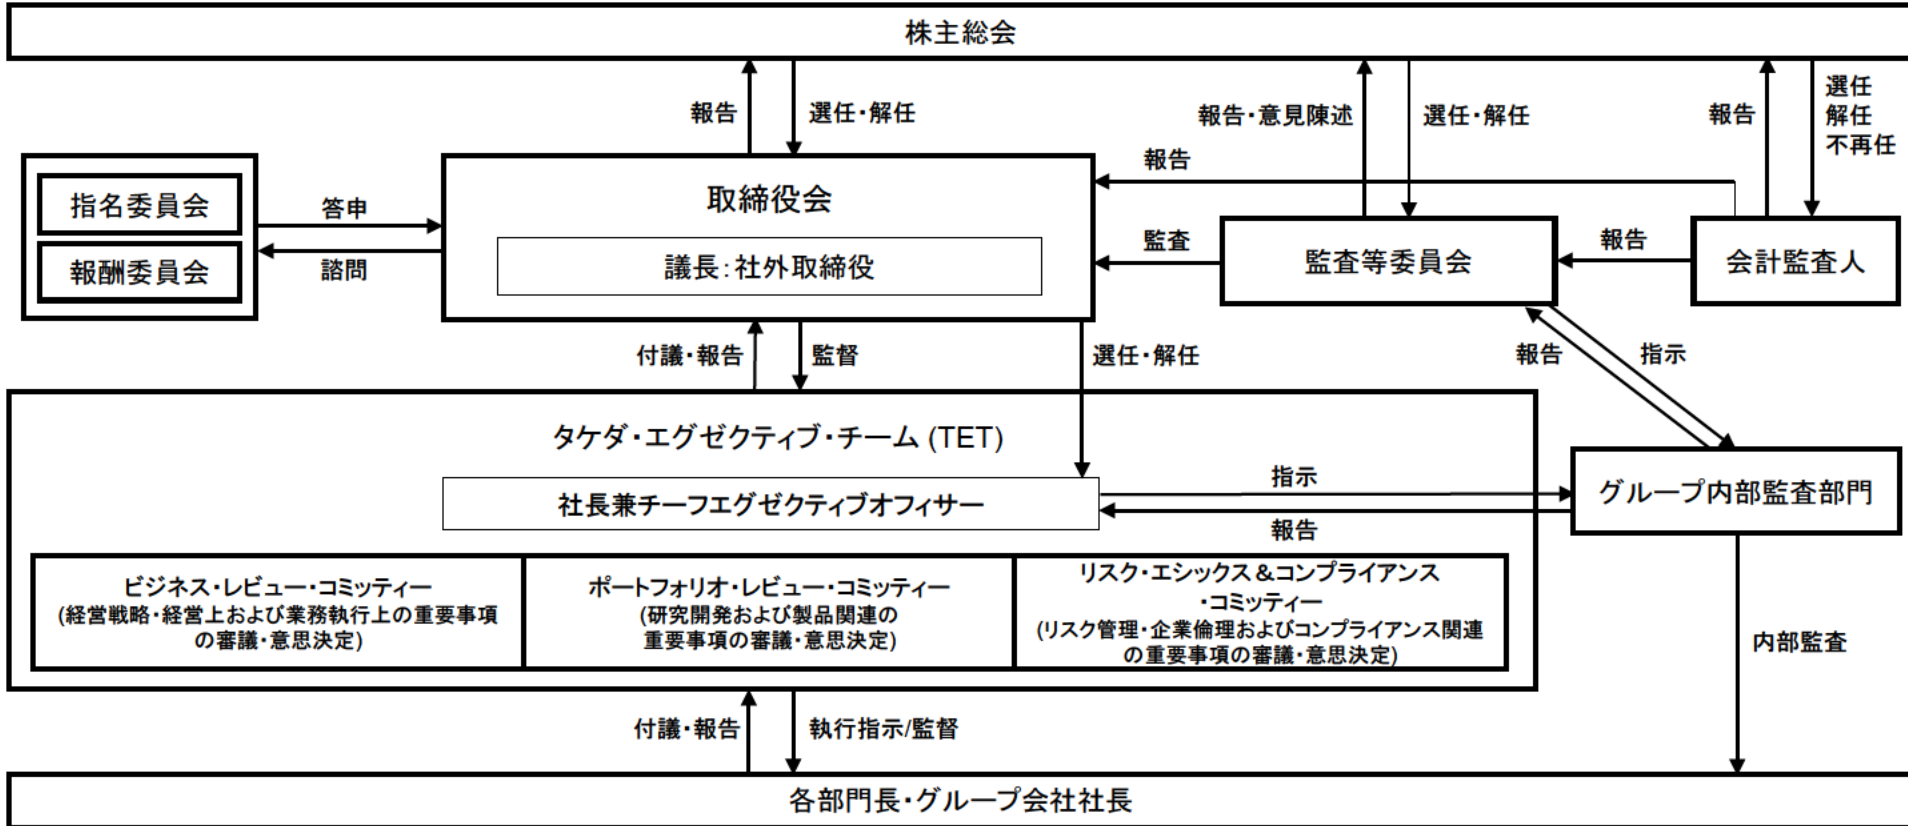 株主総会
報告
選任・解任
報告・意見陳述
選任・解任
報告
選任
解任
不再任
指名委員会
報酬委員会
答申
諮問
取締役会
議長：社外取締役
報告
監査
監査等委員会
報告
会計監査人
付議・報告
監督
選任・解任
報告
指示
タケダ・エグゼクティブ・チーム (TET)
社長兼チーフエグゼクティブオフィサー
指示
報告
グループ内部監査部門
ビジネス・レビュー・コミッティー
(経営戦略・経営上および業務執行上の重要事項
の審議・意思決定)
ポートフォリオ・レビュー・コミッティー
(研究開発および製品関連の
重要事項の審議・意思決定)
リスク・エシックス＆コンプライアンス
・コミッティー
(リスク管理・企業倫理およびコンプライアンス関連
の重要事項の審議・意思決定)
内部監査
付議・報告
執行指示/監督
各部門長・グループ会社社長